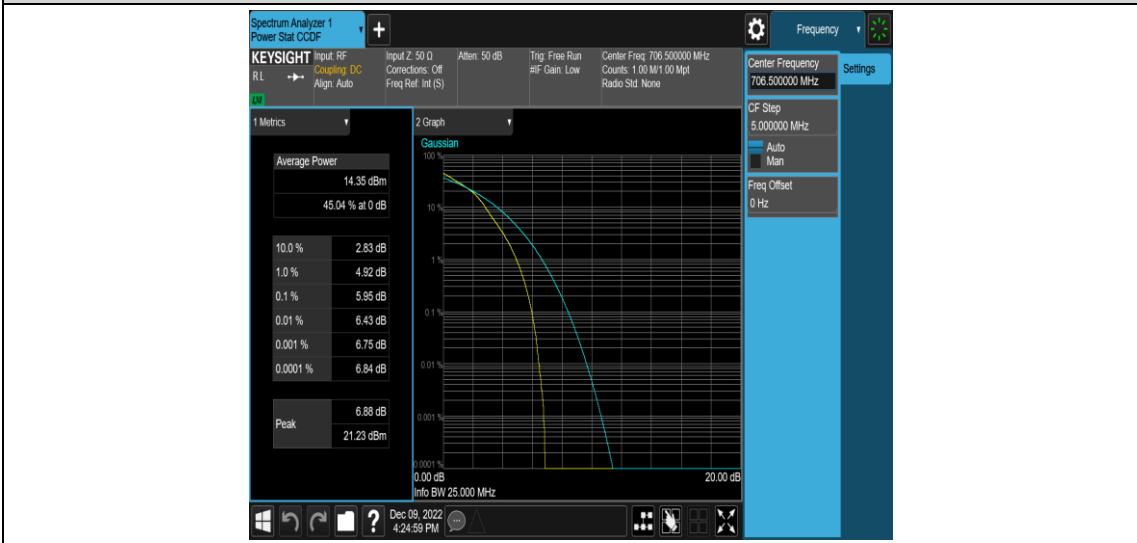 Spectrum Analyzer 1
Power Stat CCDF
+
Frequency
KEYSIGHT
R L
LXI
Input: RF
Coupling: DC
Align: Auto
Input Z: 50 Ω
Corrections: Off
Freq Ref: Int (S)
Atten: 50 dB
Trig: Free Run
#IF Gain: Low
Center Freq: 706.500000 MHz
Counts: 1.00 M/1.00 Mpt
Radio Std: None
Center Frequency
706.500000 MHz
Settings
CF Step
5.000000 MHz
Auto
Man
Freq Offset
0 Hz
1 Metrics
Average Power
14.35 dBm
45.04 % at 0 dB
10.0 % 2.83 dB
1.0 % 4.92 dB
0.1 % 5.95 dB
0.01 % 6.43 dB
0.001 % 6.75 dB
0.0001 % 6.84 dB
Peak
6.88 dB
21.23 dBm
2 Graph
Gaussian
100 %
10 %
1 %
0.1 %
0.01 %
0.001 %
0.0001 %
0.00 dB 20.00 dB
Info BW 25.000 MHz
?
Dec 09, 2022
4:24:59 PM